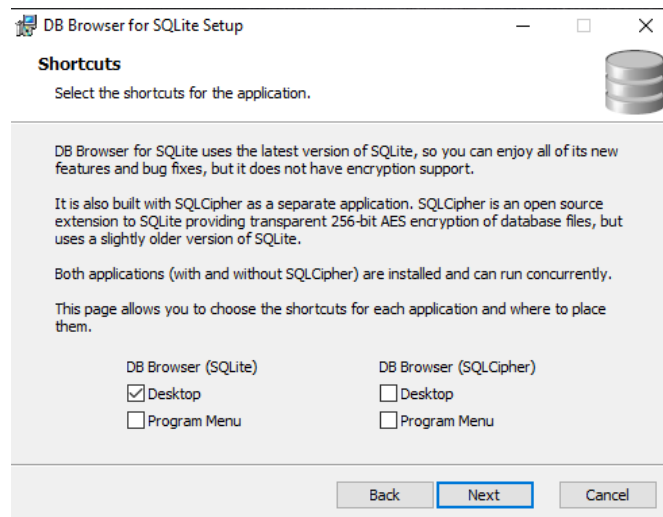 DB Browser for SQLite Setup
Shortcuts
Select the shortcuts for the application.
DB Browser for SQLite uses the latest version of SQLite, so you can enjoy all of its new
features and bug fixes, but it does not have encryption support.
It is also built with SQLCipher as a separate application. SQLCipher is an open source
extension to SQLite providing transparent 256-bit AES encryption of database files, but
uses a slightly older version of SQLite.
Both applications (with and without SQLCipher) are installed and can run concurrently.
This page allows you to choose the shortcuts for each application and where to place
them.
DB Browser (SQLite) DB Browser (SQLCipher)
Desktop Desktop
Program Menu Program Menu
Back Next Cancel